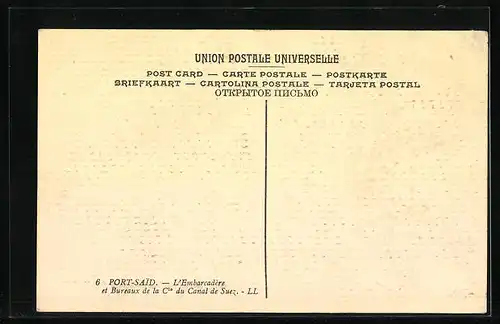 UNION POSTALE UNIVERSELLE
POST CARD — CARTE POSTALE — POSTKARTE
BRIEFKAART — CARTOLINA POSTALE — TARJETA POSTAL
ОТКРЫТОЕ ПИСЬМО
6 PORT-SAÏD. — L'Embarcadère
et Bureaux de la Cie du Canal de Suez. - LL